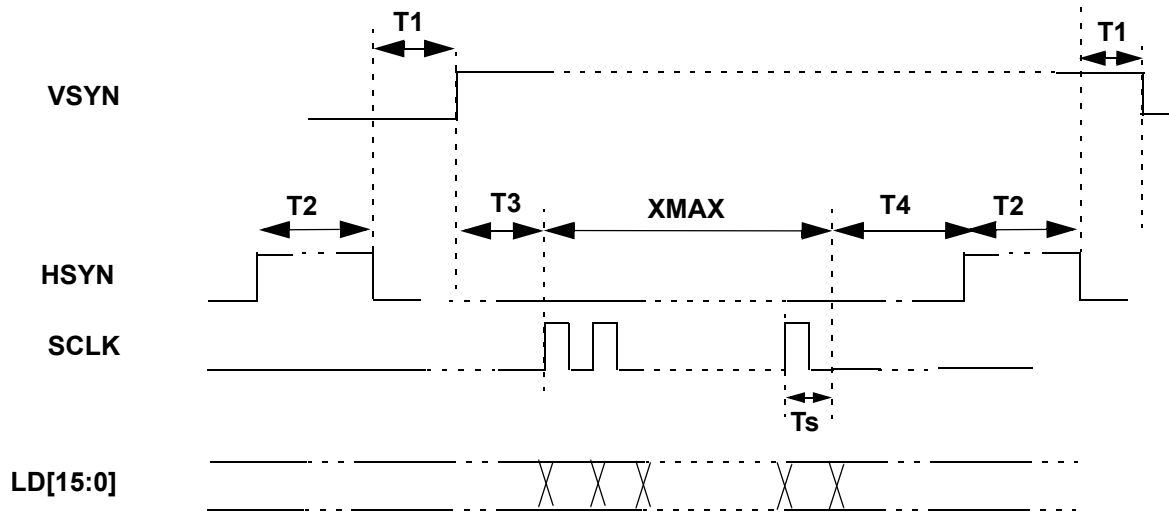 T1
T1
VSYN
T2
T3
XMAX
T4
T2
HSYN
SCLK
Ts
LD[15:0]